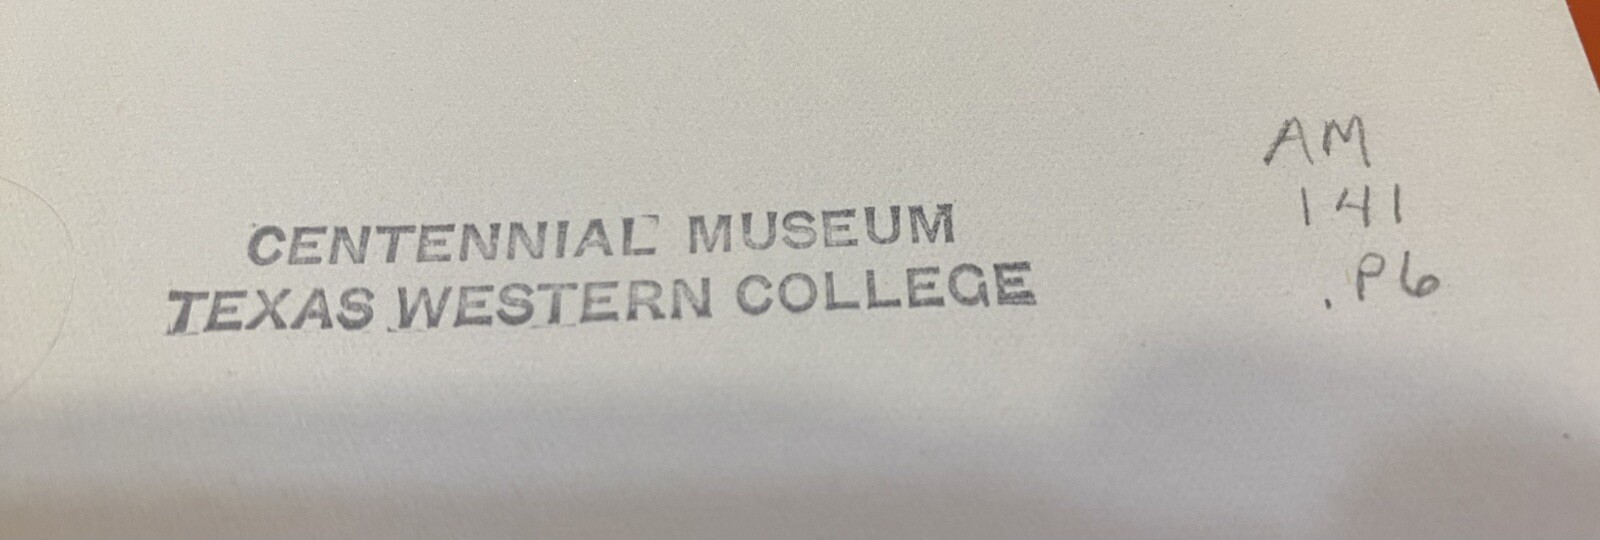 CENTENNIAL MUSEUM
TEXAS WESTERN COLLEGE
AM
141
.P6